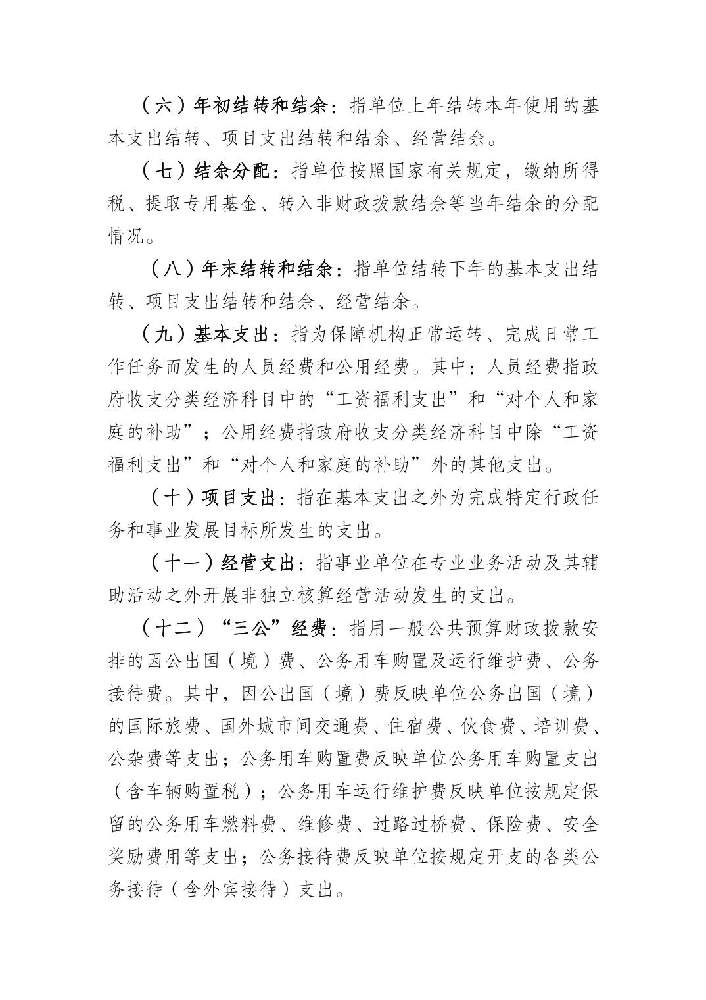 （六）年初结转和结余：指单位上年结转本年使用的基
本支出结转、项目支出结转和结余、经营结余。
（七）结余分配：指单位按照国家有关规定，缴纳所得
税、提取专用基金、转入非财政拨款结余等当年结余的分配
情况。
（八）年末结转和结余：指单位结转下年的基本支出结
转、项目支出结转和结余、经营结余。
（九）基本支出：指为保障机构正常运转、完成日常工
作任务而发生的人员经费和公用经费。其中：人员经费指政
府收支分类经济科目中的“工资福利支出”和“对个人和家
庭的补助”；公用经费指政府收支分类经济科目中除“工资
福利支出”和“对个人和家庭的补助”外的其他支出。
（十）项目支出：指在基本支出之外为完成特定行政任
务和事业发展目标所发生的支出。
（十一）经营支出：指事业单位在专业业务活动及其辅
助活动之外开展非独立核算经营活动发生的支出。
（十二）“三公”经费：指用一般公共预算财政拨款安
排的因公出国（境）费、公务用车购置及运行维护费、公务
接待费。其中，因公出国（境）费反映单位公务出国（境）
的国际旅费、国外城市间交通费、住宿费、伙食费、培训费、
公杂费等支出；公务用车购置费反映单位公务用车购置支出
（含车辆购置税）；公务用车运行维护费反映单位按规定保
留的公务用车燃料费、维修费、过路过桥费、保险费、安全
奖励费用等支出；公务接待费反映单位按规定开支的各类公
务接待（含外宾接待）支出。